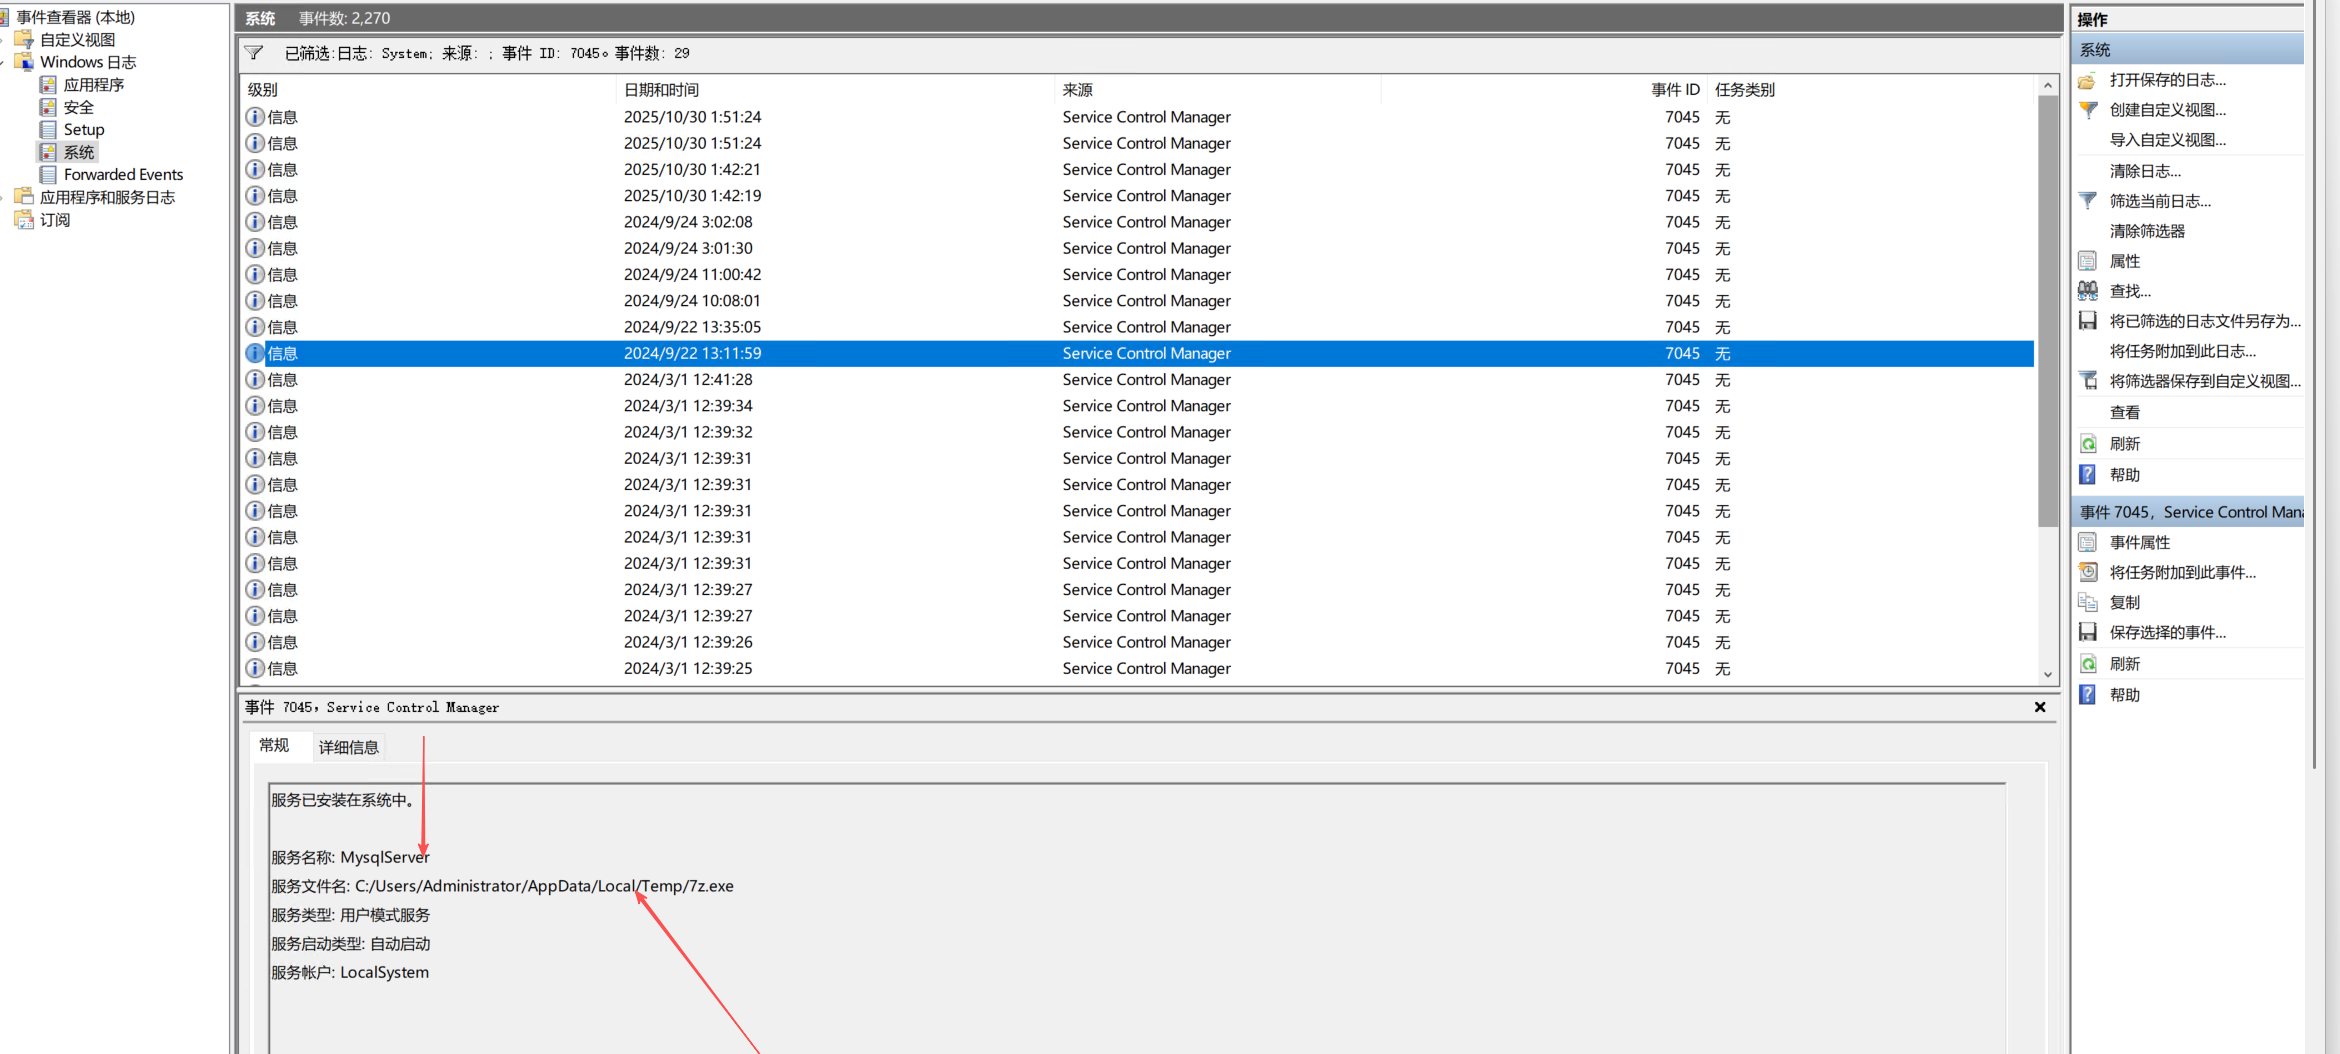 事件查看器 (本地)
自定义视图
Windows 日志
应用程序
安全
Setup
系统
Forwarded Events
应用程序和服务日志
订阅
系统 事件数: 2,270
已筛选:日志: System; 来源: ; 事件 ID: 7045。事件数: 29
级别 日期和时间 来源 事件 ID 任务类别
信息 2025/10/30 1:51:24 Service Control Manager 7045 无
信息 2025/10/30 1:51:24 Service Control Manager 7045 无
信息 2025/10/30 1:42:21 Service Control Manager 7045 无
信息 2025/10/30 1:42:19 Service Control Manager 7045 无
信息 2024/9/24 3:02:08 Service Control Manager 7045 无
信息 2024/9/24 3:01:30 Service Control Manager 7045 无
信息 2024/9/24 11:00:42 Service Control Manager 7045 无
信息 2024/9/24 10:08:01 Service Control Manager 7045 无
信息 2024/9/22 13:35:05 Service Control Manager 7045 无
信息 2024/9/22 13:11:59 Service Control Manager 7045 无
信息 2024/3/1 12:41:28 Service Control Manager 7045 无
信息 2024/3/1 12:39:34 Service Control Manager 7045 无
信息 2024/3/1 12:39:32 Service Control Manager 7045 无
信息 2024/3/1 12:39:31 Service Control Manager 7045 无
信息 2024/3/1 12:39:31 Service Control Manager 7045 无
信息 2024/3/1 12:39:31 Service Control Manager 7045 无
信息 2024/3/1 12:39:31 Service Control Manager 7045 无
信息 2024/3/1 12:39:31 Service Control Manager 7045 无
信息 2024/3/1 12:39:27 Service Control Manager 7045 无
信息 2024/3/1 12:39:27 Service Control Manager 7045 无
信息 2024/3/1 12:39:26 Service Control Manager 7045 无
信息 2024/3/1 12:39:25 Service Control Manager 7045 无
事件 7045，Service Control Manager
常规 详细信息
服务已安装在系统中。
服务名称: MysqlServer
服务文件名: C:/Users/Administrator/AppData/Local/Temp/7z.exe
服务类型: 用户模式服务
服务启动类型: 自动启动
服务帐户: LocalSystem
操作
系统
打开保存的日志...
创建自定义视图...
导入自定义视图...
清除日志...
筛选当前日志...
清除筛选器
属性
查找...
将已筛选的日志文件另存为...
将任务附加到此日志...
将筛选器保存到自定义视图...
查看
刷新
帮助
事件 7045，Service Control Man
事件属性
将任务附加到此事件...
复制
保存选择的事件...
刷新
帮助